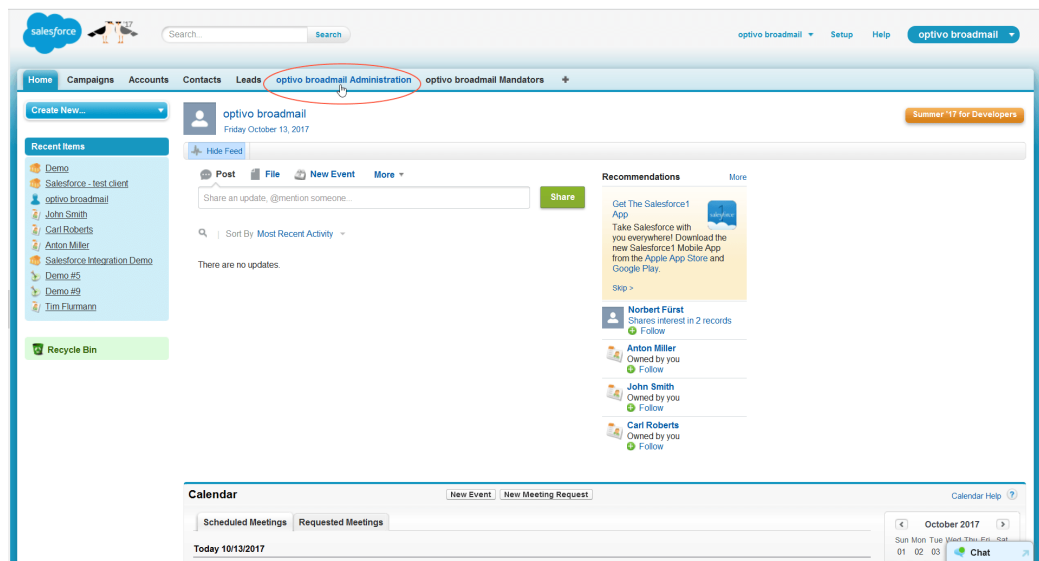 salesforce
'17
Search...
Search
optivo broadmail
Setup
Help
optivo broadmail
Home
Campaigns
Accounts
Contacts
Leads
optivo broadmail Administration
optivo broadmail Mandators
Create New...
Recent Items
Demo
Salesforce - test client
optivo broadmail
John Smith
Carl Roberts
Anton Miller
Salesforce Integration Demo
Demo #5
Demo #9
Tim Flurmann
Recycle Bin
optivo broadmail
Friday October 13, 2017
Summer '17 for Developers
Hide Feed
Post
File
New Event
More
Share an update, @mention someone...
Share
Sort By Most Recent Activity
There are no updates.
Recommendations
More
Get The Salesforce1
App
Take Salesforce with
you everywhere! Download the
new Salesforce1 Mobile App
from the Apple App Store and
Google Play.
Skip >
Norbert Fürst
Shares interest in 2 records
Follow
Anton Miller
Owned by you
Follow
John Smith
Owned by you
Follow
Carl Roberts
Owned by you
Follow
Calendar
New Event
New Meeting Request
Calendar Help ?
Scheduled Meetings
Requested Meetings
Today 10/13/2017
October 2017
Sun Mon Tue Wed Thu Fri Sat
01 02 03
Chat